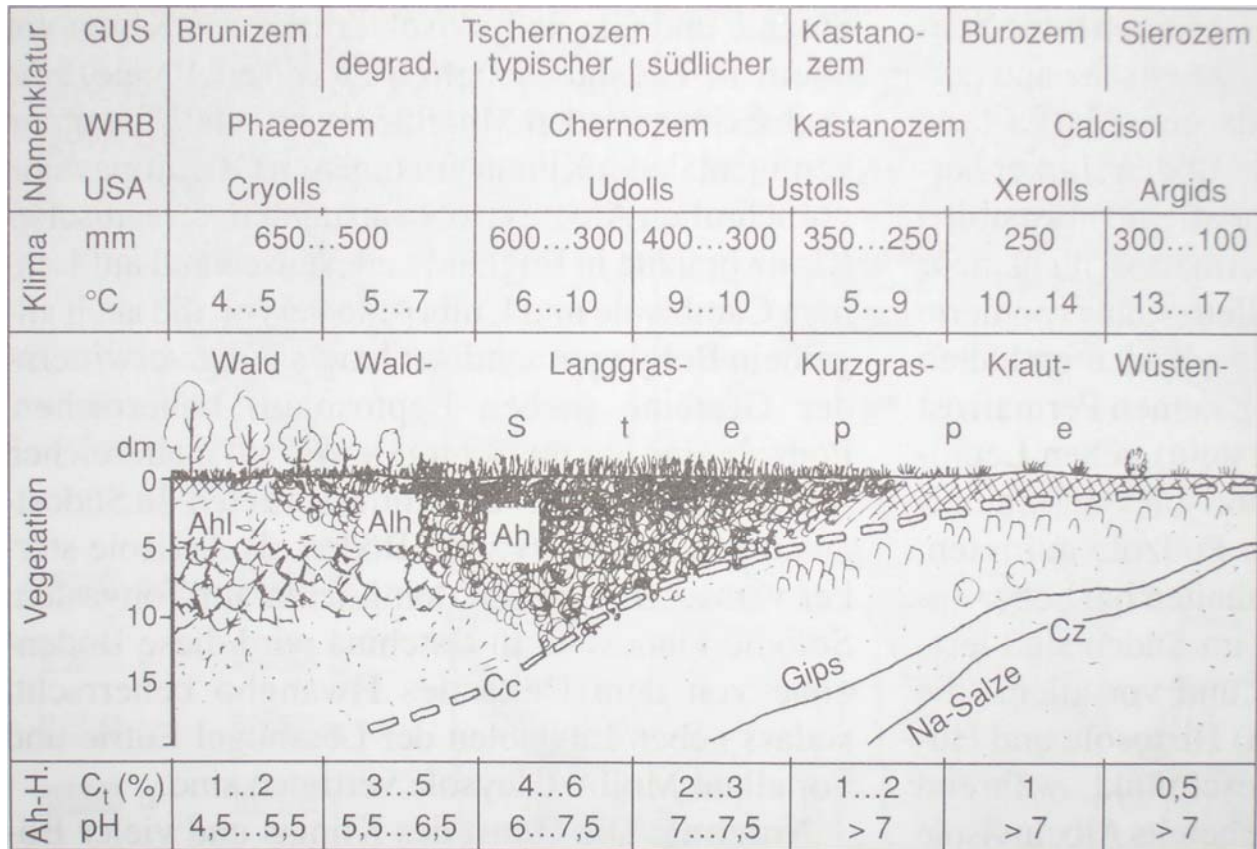 Nomenklatur
GUS Brunizem Tschernozem Kastano- Burozem Sierozem
degrad. typischer südlicher zem
WRB Phaeozem Chernozem Kastanozem Calcisol
USA Cryolls Udolls Ustolls Xerolls Argids
Klima
mm 650...500 600...300 400...300 350...250 250 300...100
°C 4...5 5...7 6...10 9...10 5...9 10...14 13...17
Vegetation
Wald Wald- Langgras- Kurzgras- Kraut- Wüsten-
S t e p p e
dm
0
Ahl Alh Ah
5
10
15
Cc Gips Cz
Na-Salze
Ah-H.
Ct (%) 1...2 3...5 4...6 3...3 1...2 1 0,5
pH 4,5...5,5 5,5...6,5 6...7,5 7...7,5 > 7 > 7 > 7